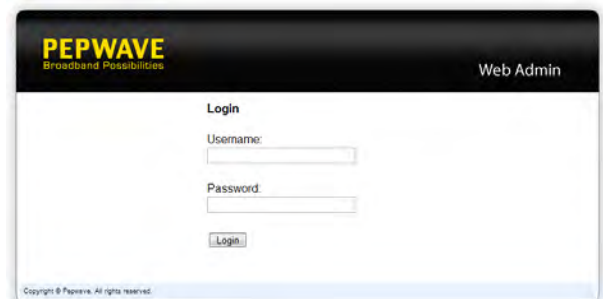 PEPWAVE
Broadband Possibilities
Web Admin
Login
Username:
Password:
Login
Copyright © Pepwave. All rights reserved.